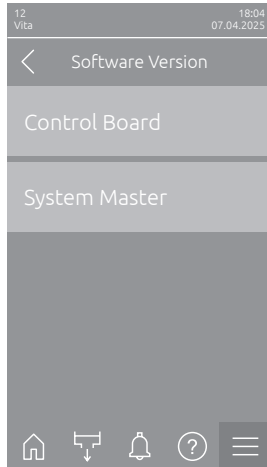 12 18:04
Vita 07.04.2025
Software Version
Control Board
System Master
?